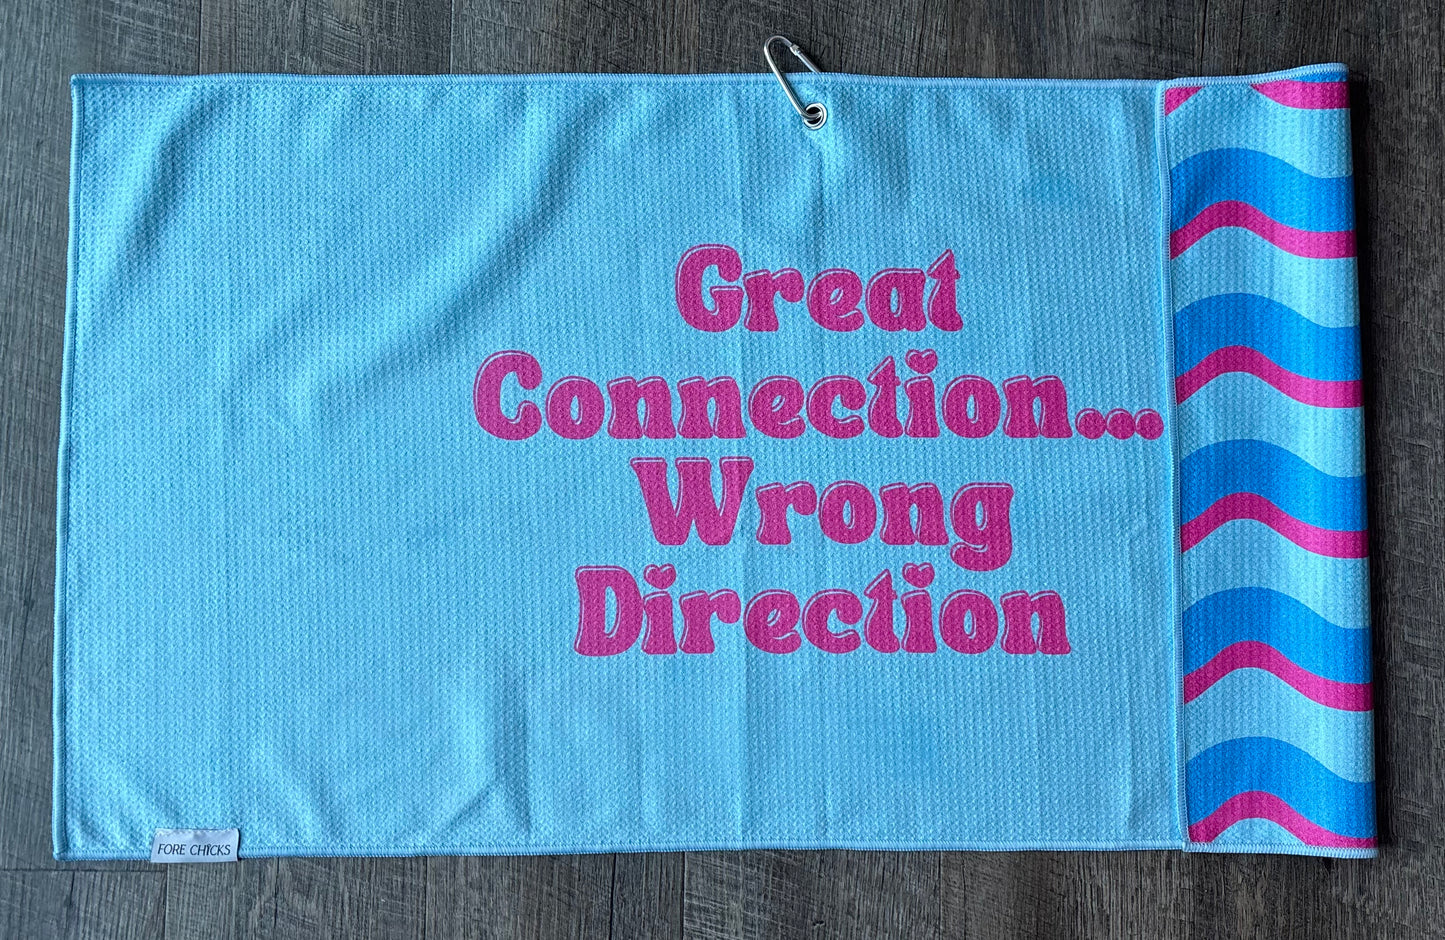 Great
Connection...
Wrong
Direction
FORE CHICKS